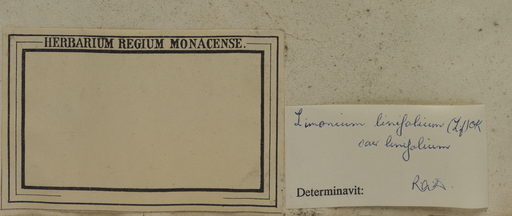 HERBARIUM REGIUM MONACENSE.
Limonium linifolium (L.f.) OK
var linifolium
Determinavit: